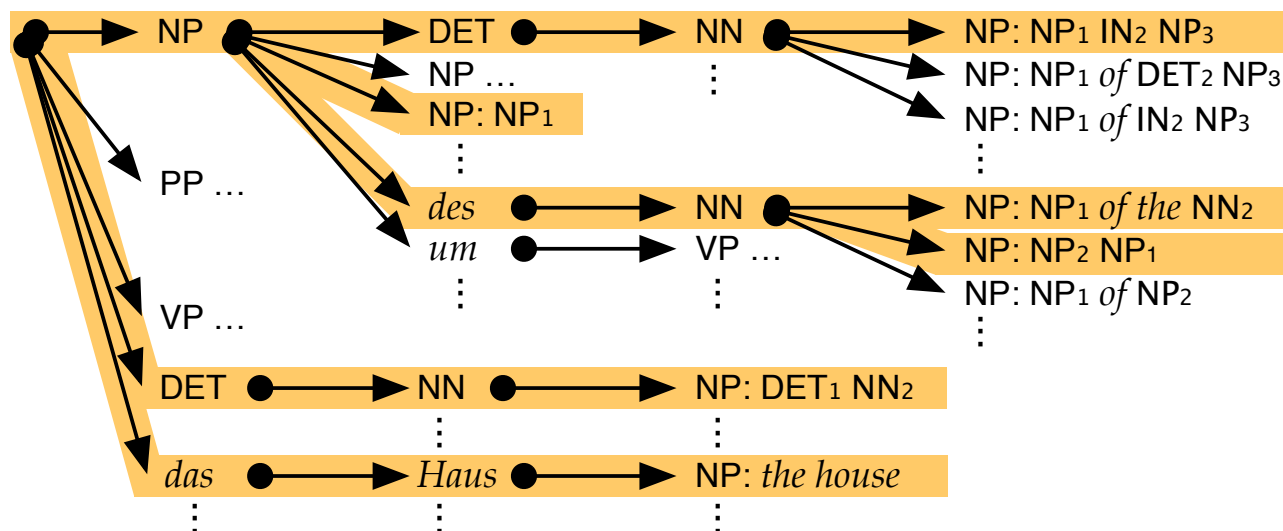 NP DET NN NP: NP1 IN2 NP3
NP … ⋮ NP: NP1 of DET2 NP3
NP: NP1 NP: NP1 of IN2 NP3
⋮ ⋮
PP …
des NN NP: NP1 of the NN2
um VP … NP: NP2 NP1
⋮ ⋮ NP: NP1 of NP2
VP … ⋮
DET NN NP: DET1 NN2
⋮ ⋮
das Haus NP: the house
⋮ ⋮ ⋮